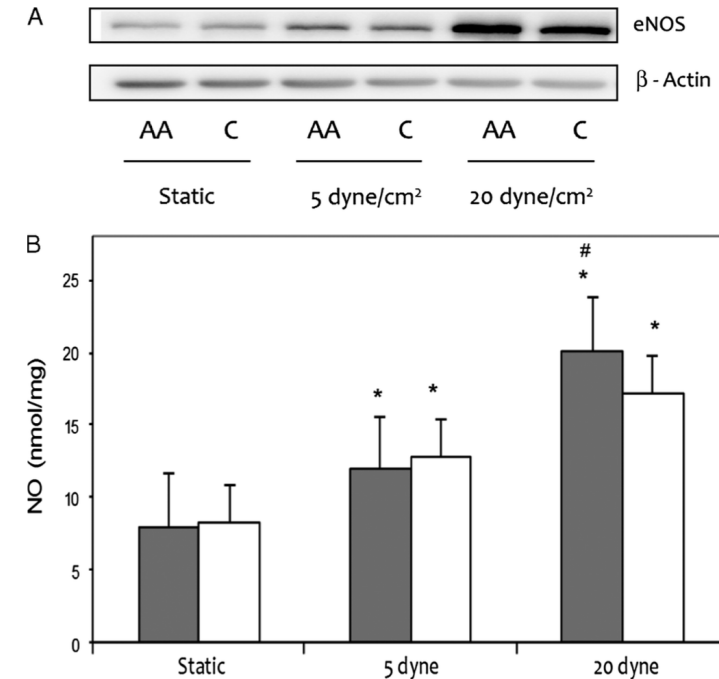 A
eNOS
β - Actin
AA C AA C AA C
Static 5 dyne/cm² 20 dyne/cm²
B
NO (nmol/mg)
25
20
15
10
5
0
#
*
*
* *
Static 5 dyne 20 dyne